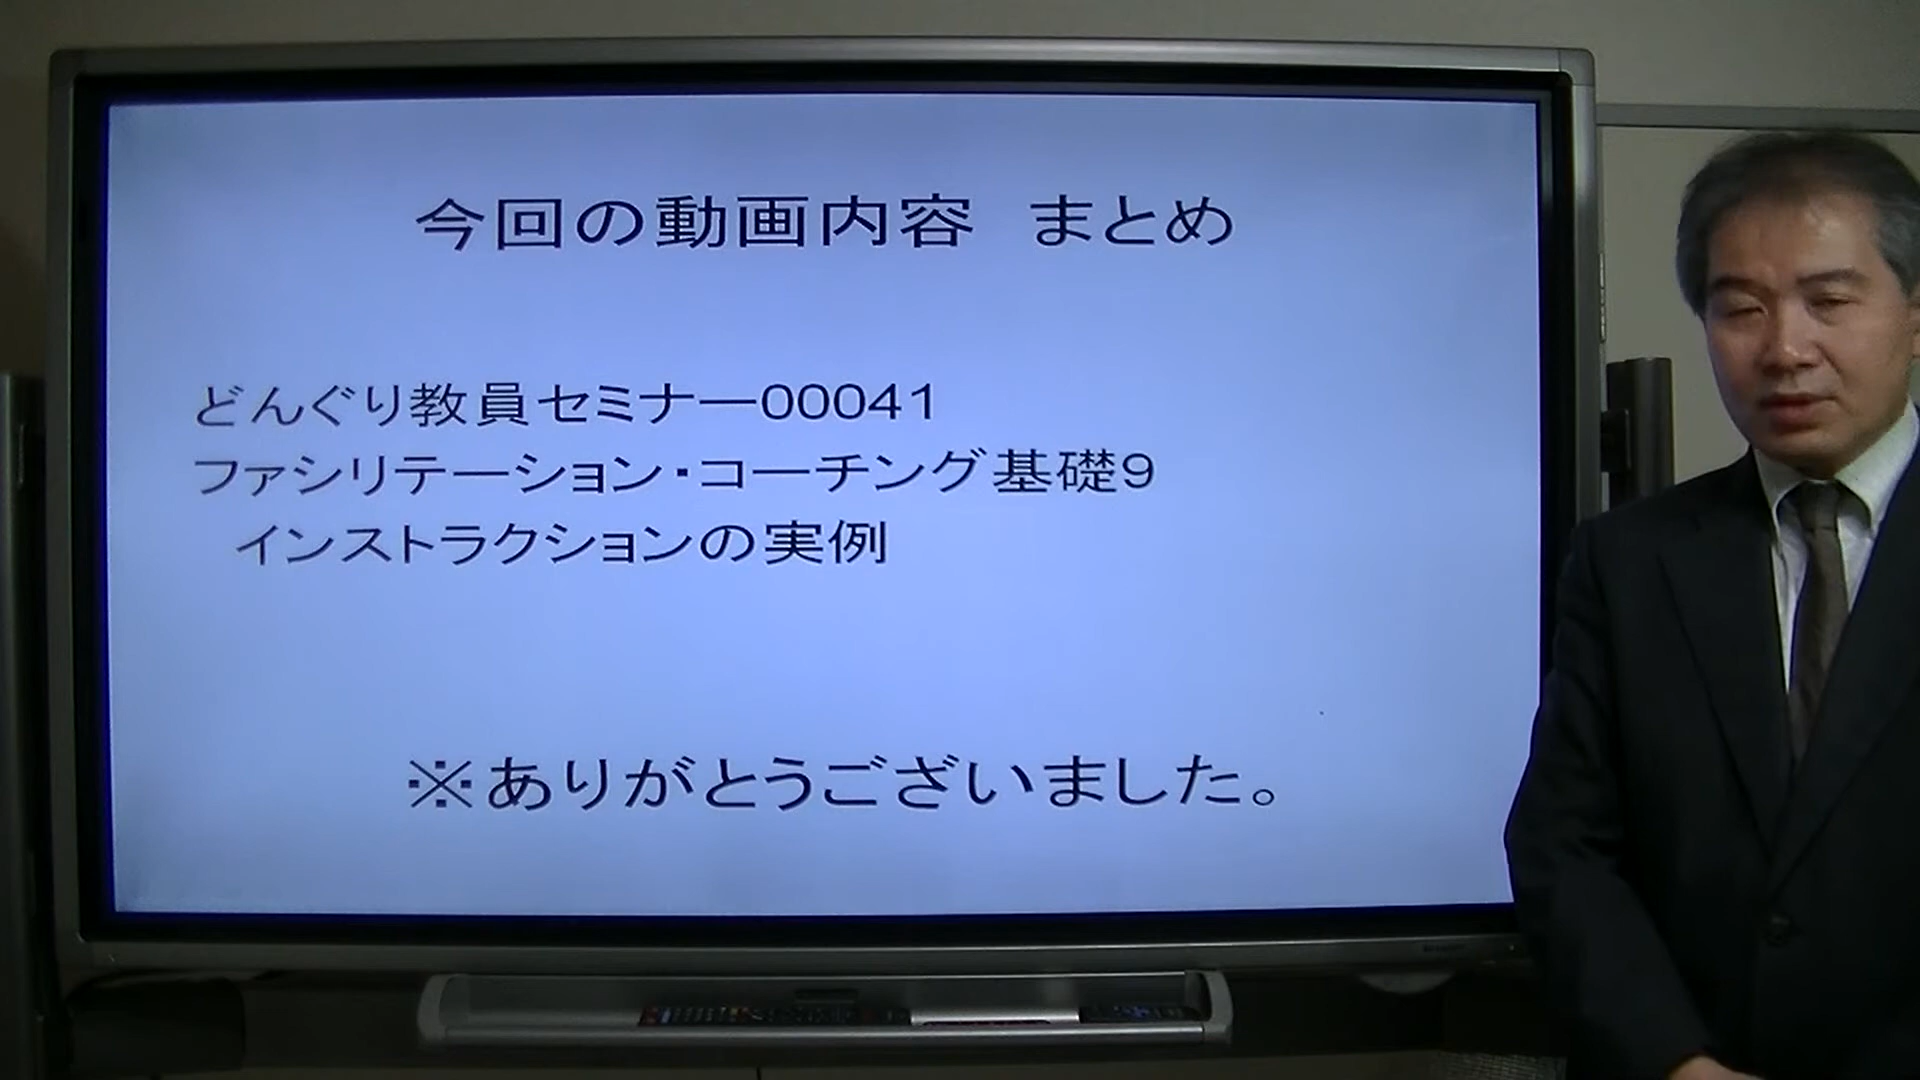 今回の動画内容　まとめ
どんぐり教員セミナー00041
ファシリテーション・コーチング基礎9
インストラクションの実例
※ありがとうございました。